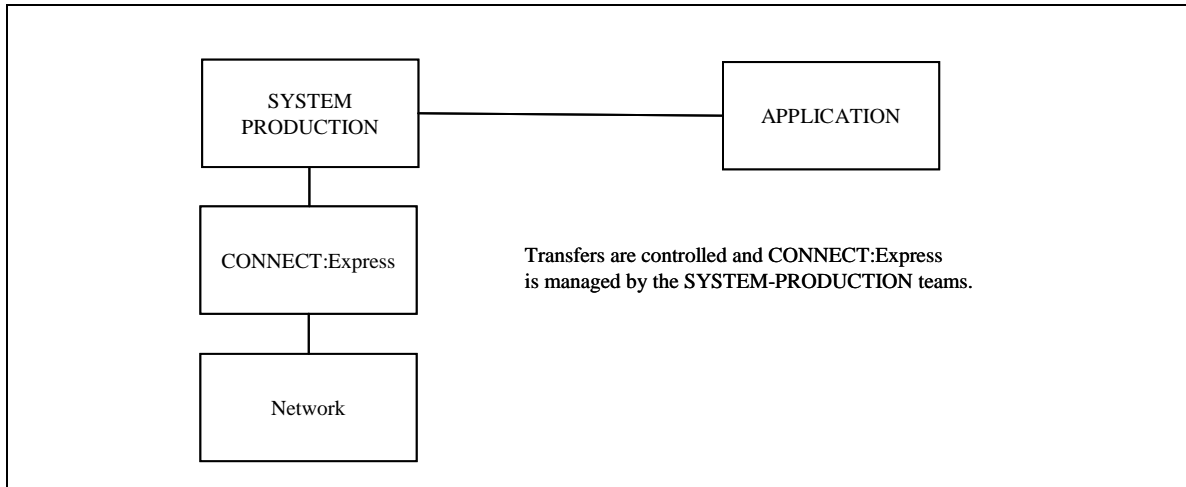 SYSTEM
PRODUCTION
APPLICATION
CONNECT:Express
Transfers are controlled and CONNECT:Express
is managed by the SYSTEM-PRODUCTION teams.
Network